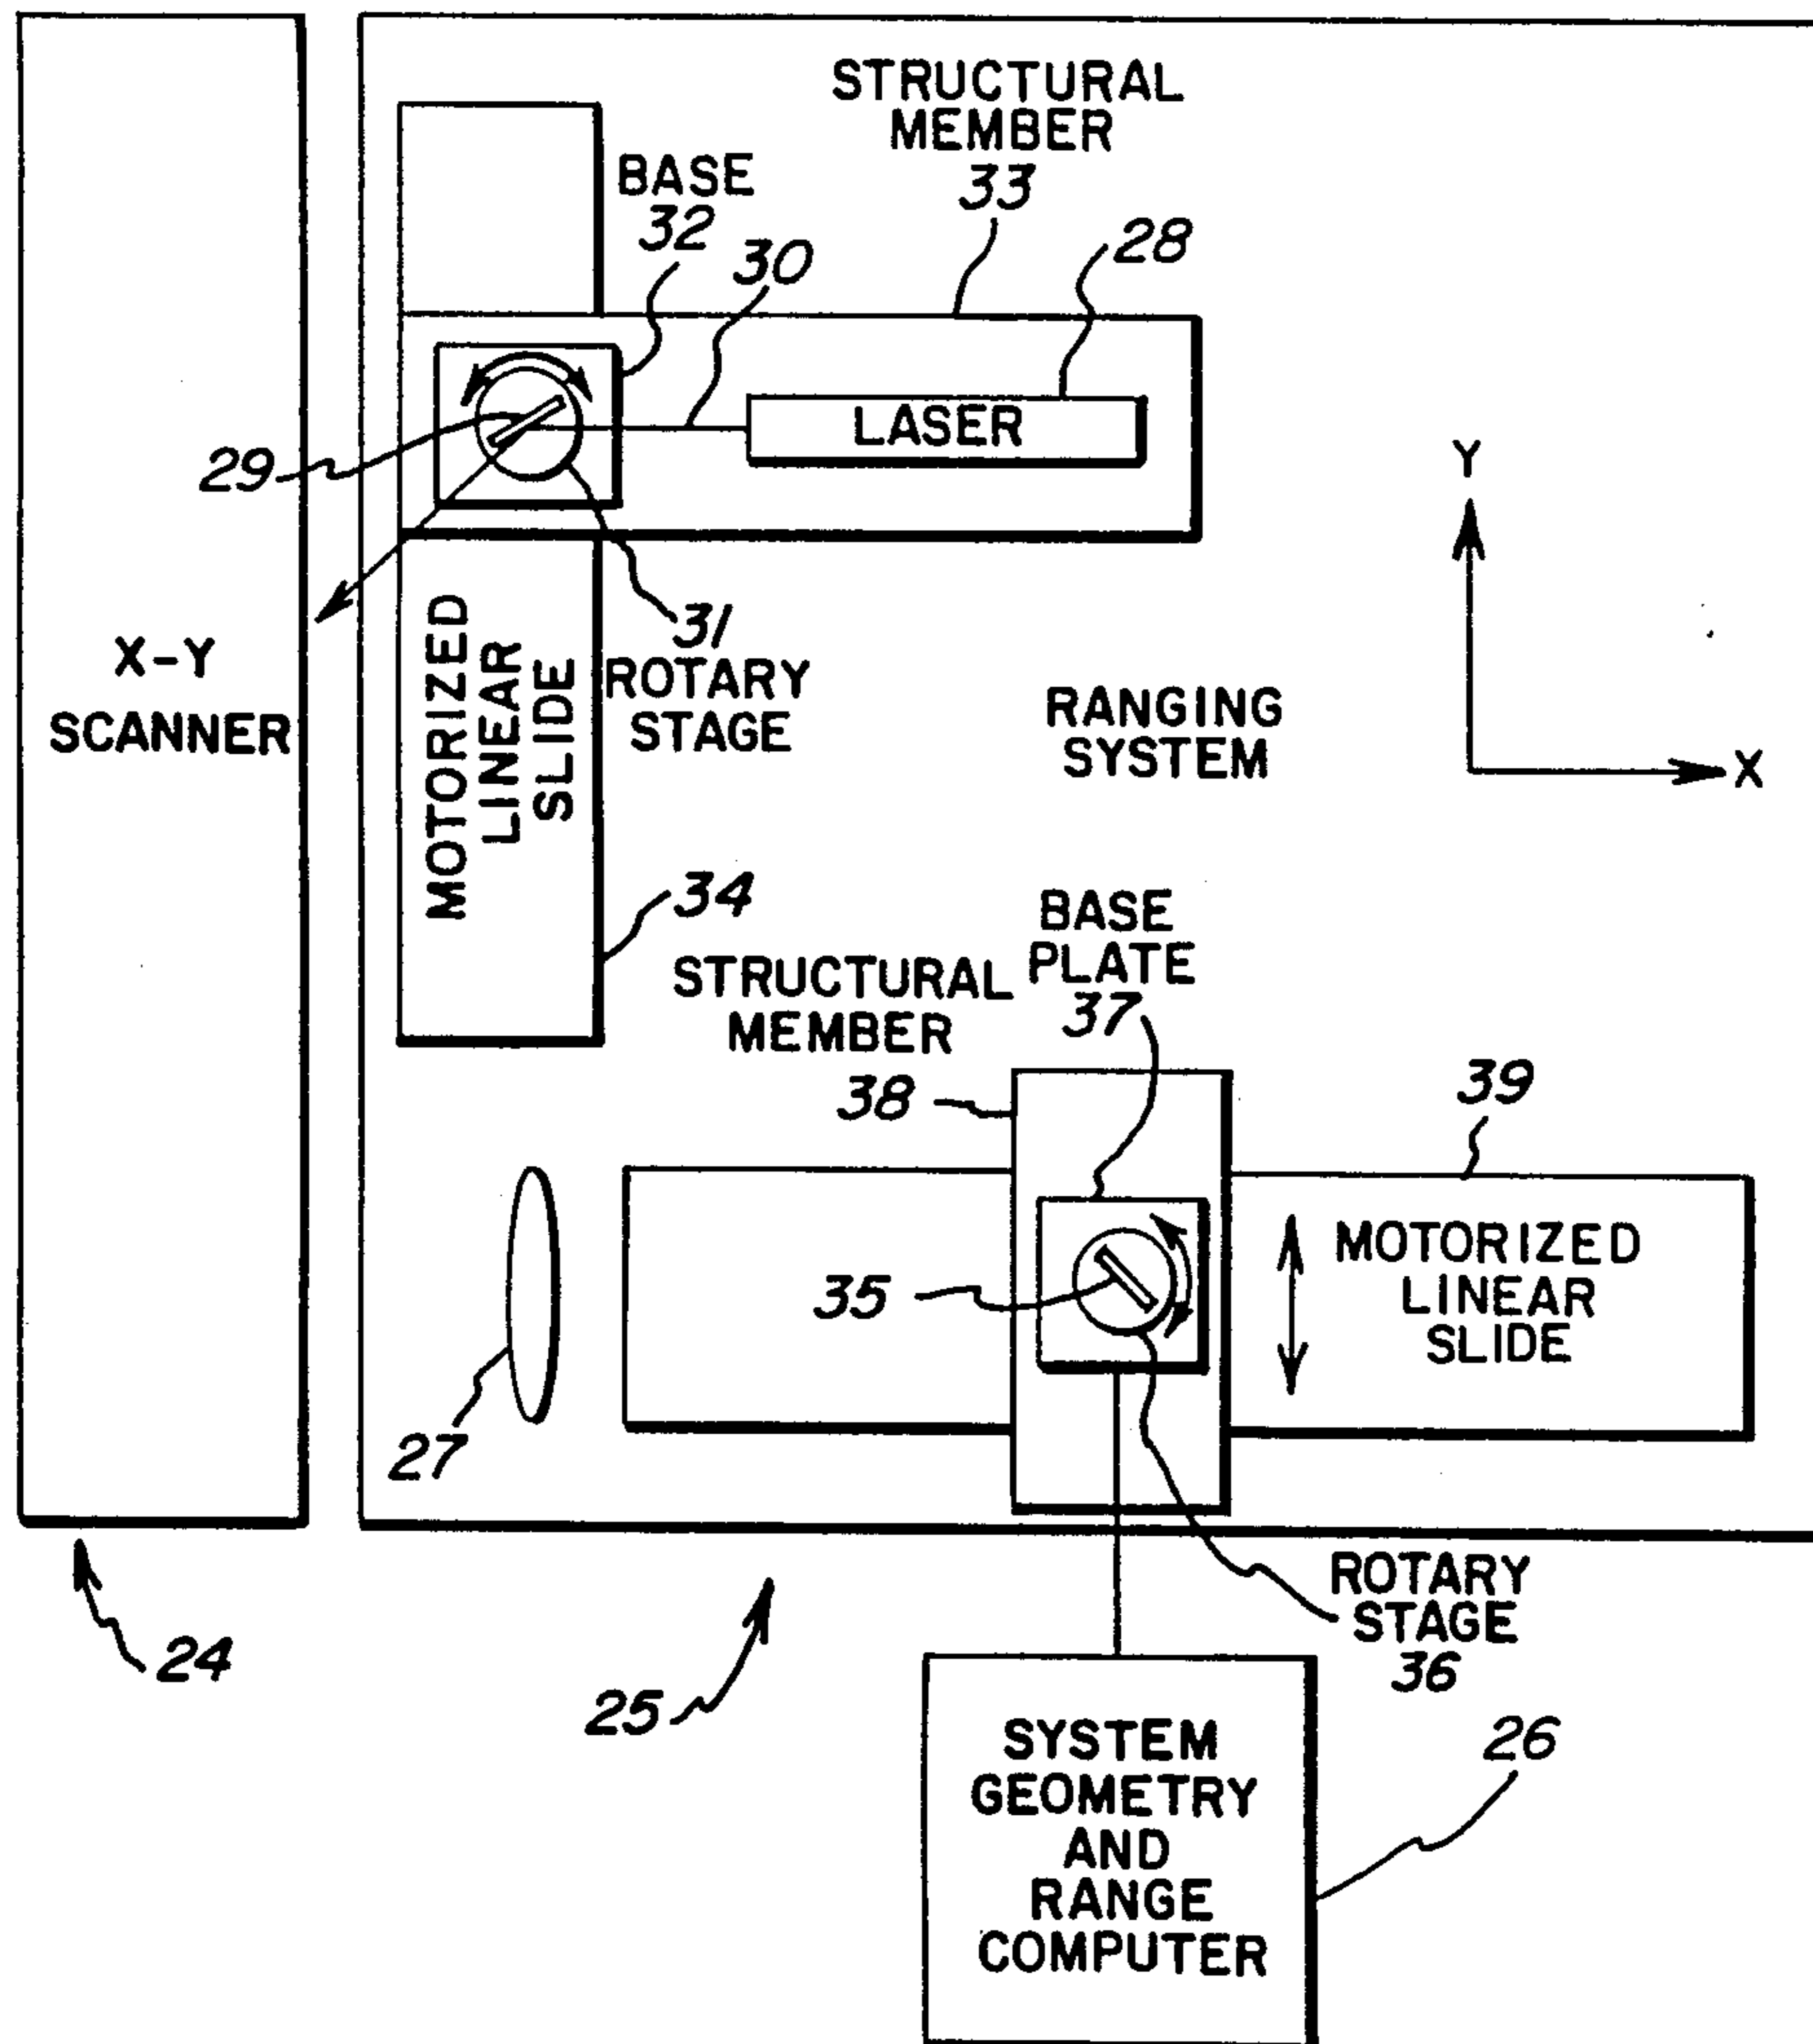 STRUCTURAL
MEMBER
33
BASE
32
30
28
LASER
29
31
ROTARY
STAGE
X-Y
SCANNER
MOTORIZED
LINEAR
SLIDE
34
RANGING
SYSTEM
Y
X
STRUCTURAL
MEMBER
38
BASE
PLATE
37
39
MOTORIZED
LINEAR
SLIDE
35
27
24
25
ROTARY
STAGE
36
SYSTEM
GEOMETRY
AND
RANGE
COMPUTER
26